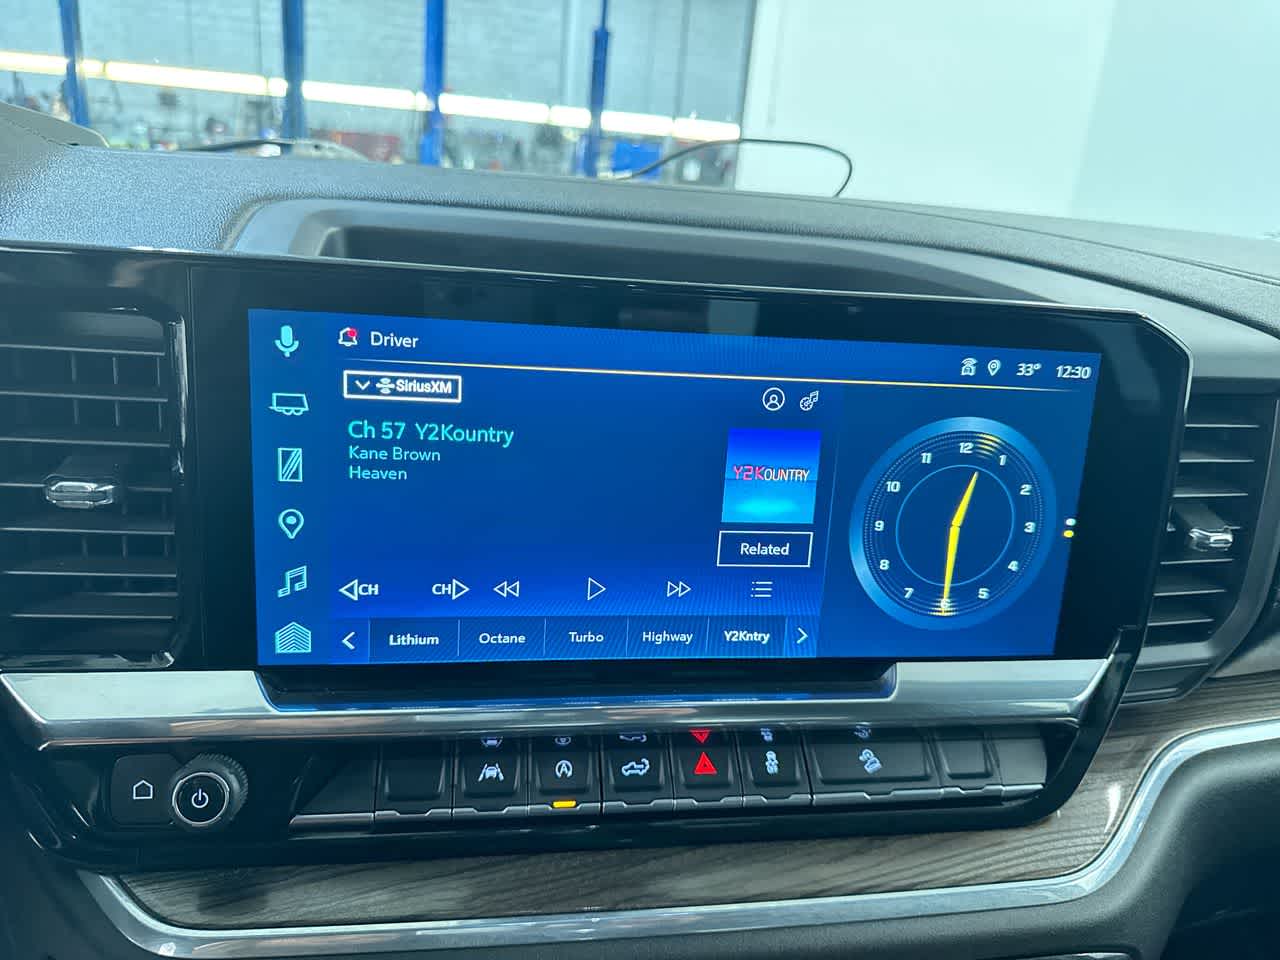 Driver
33° 12:30
SiriusXM
Ch 57 Y2Kountry
Kane Brown
Heaven
Y2KOUNTRY
Related
CH CH
Lithium Octane Turbo Highway Y2Kntry
12
1
2
3
4
5
6
7
8
9
10
11
A